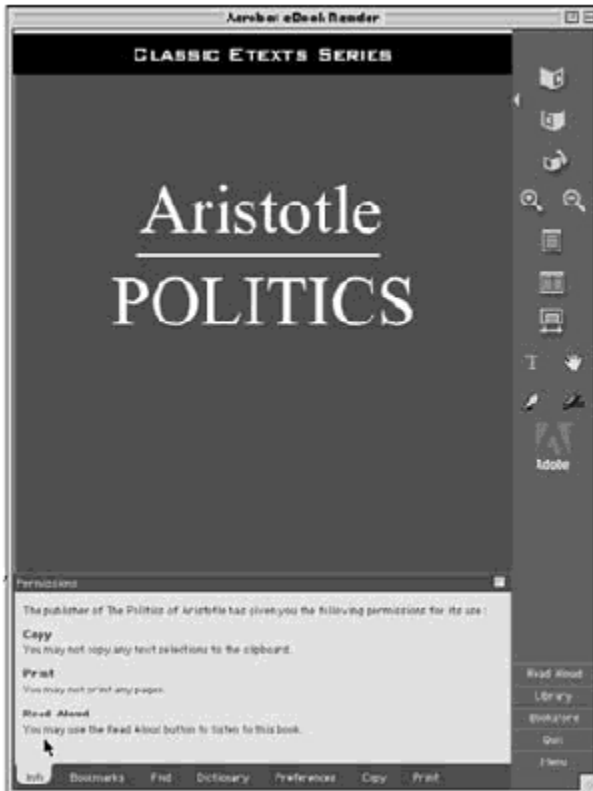 Acrobat eBook Reader
CLASSIC ETEXTS SERIES
Aristotle
POLITICS
Adobe
Permissions
The publisher of The Politics of Aristotle has given you the following permissions for its use:
Copy
You may not copy any text selections to the clipboard.
Print
You may not print any pages.
Read Aloud
You may use the Read Aloud button to listen to this book.
Read Aloud
Library
Bookstore
Quit
Menu
Info Bookmarks Find Dictionary Preferences Copy Print